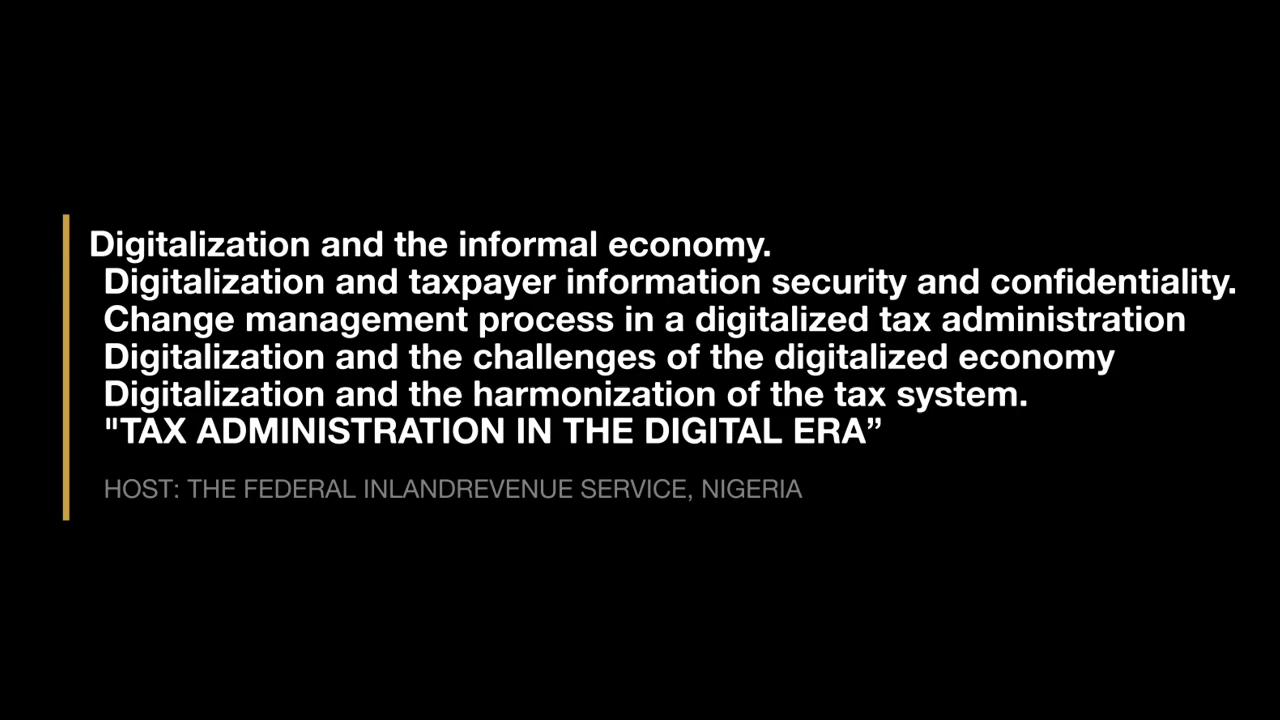 Digitalization and the informal economy.
Digitalization and taxpayer information security and confidentiality.
Change management process in a digitalized tax administration
Digitalization and the challenges of the digitalized economy
Digitalization and the harmonization of the tax system.
"TAX ADMINISTRATION IN THE DIGITAL ERA”
HOST: THE FEDERAL INLANDREVENUE SERVICE, NIGERIA